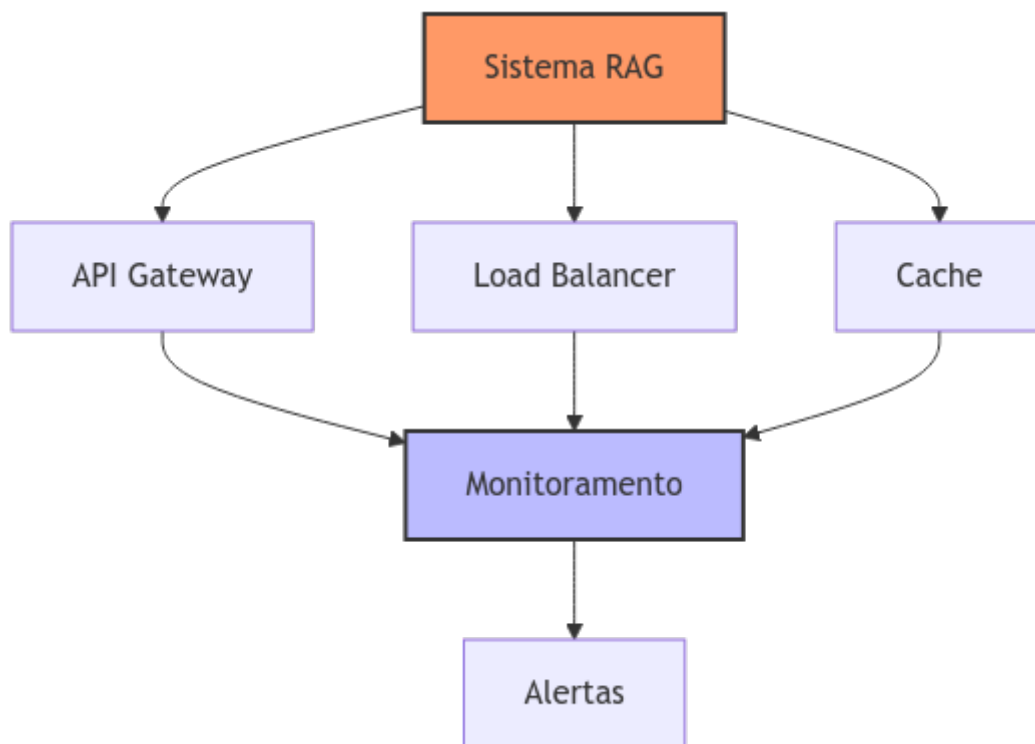 Sistema RAG
API Gateway
Load Balancer
Cache
Monitoramento
Alertas